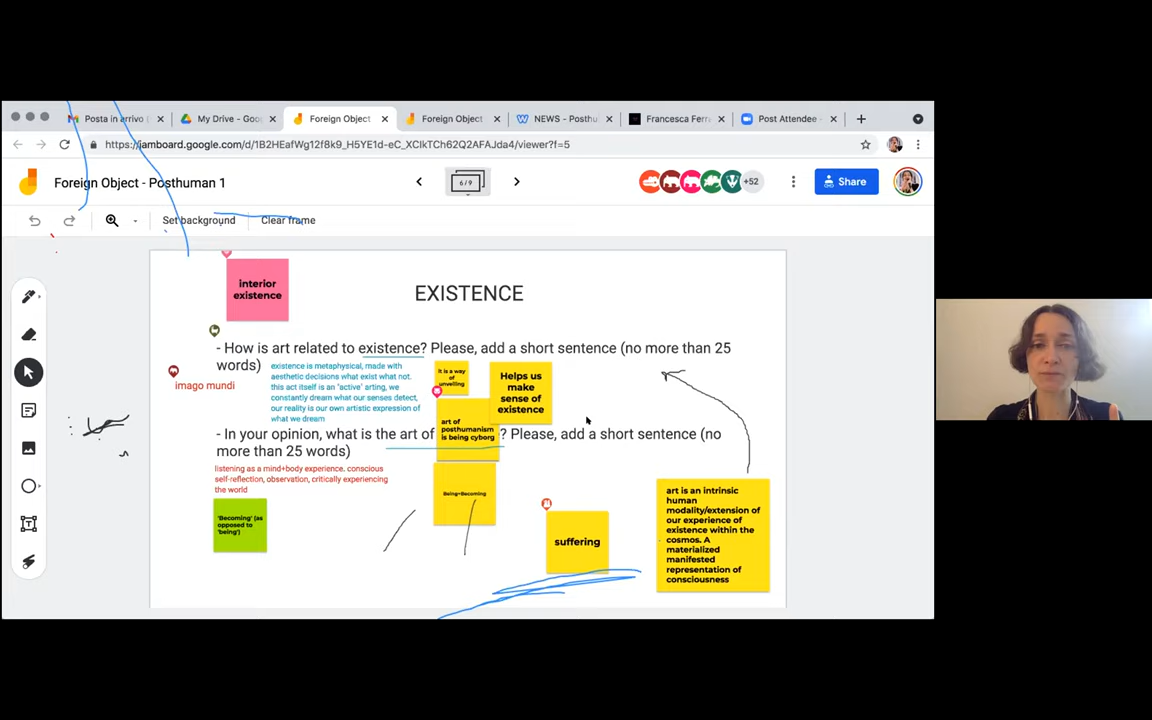 Posta in arrivo (
My Drive - Goo
Foreign Object
Foreign Object
NEWS - Posthu
Francesca Ferr
Post Attendee -
https://jamboard.google.com/d/1B2HEafWg12f8k9_H5YE1d-eC_XClkTCh62Q2AFAJda4/viewer?f=5
Foreign Object - Posthuman 1
6/9
+52
Share
Set background
Clear frame
interior
existence
EXISTENCE
- How is art related to existence? Please, add a short sentence (no more than 25
words)
imago mundi
existence is metaphysical, made with
aesthetic decisions what exist what not.
this act itself is an "active" arting, we
constantly dream what our senses detect,
our reality is our own artistic expression of
what we dream
It is a way
of
unveiling
Helps us
make
sense of
existence
art of
posthumanism
is being cyborg
- In your opinion, what is the art of
? Please, add a short sentence (no
more than 25 words)
listening as a mind+body experience. conscious
self-reflection, observation, critically experiencing
the world
Being=Becoming
'Becoming' (as
opposed to
'being')
suffering
art is an intrinsic
human
modality/extension of
our experience of
existence within the
cosmos. A
materialized
manifested
representation of
consciousness